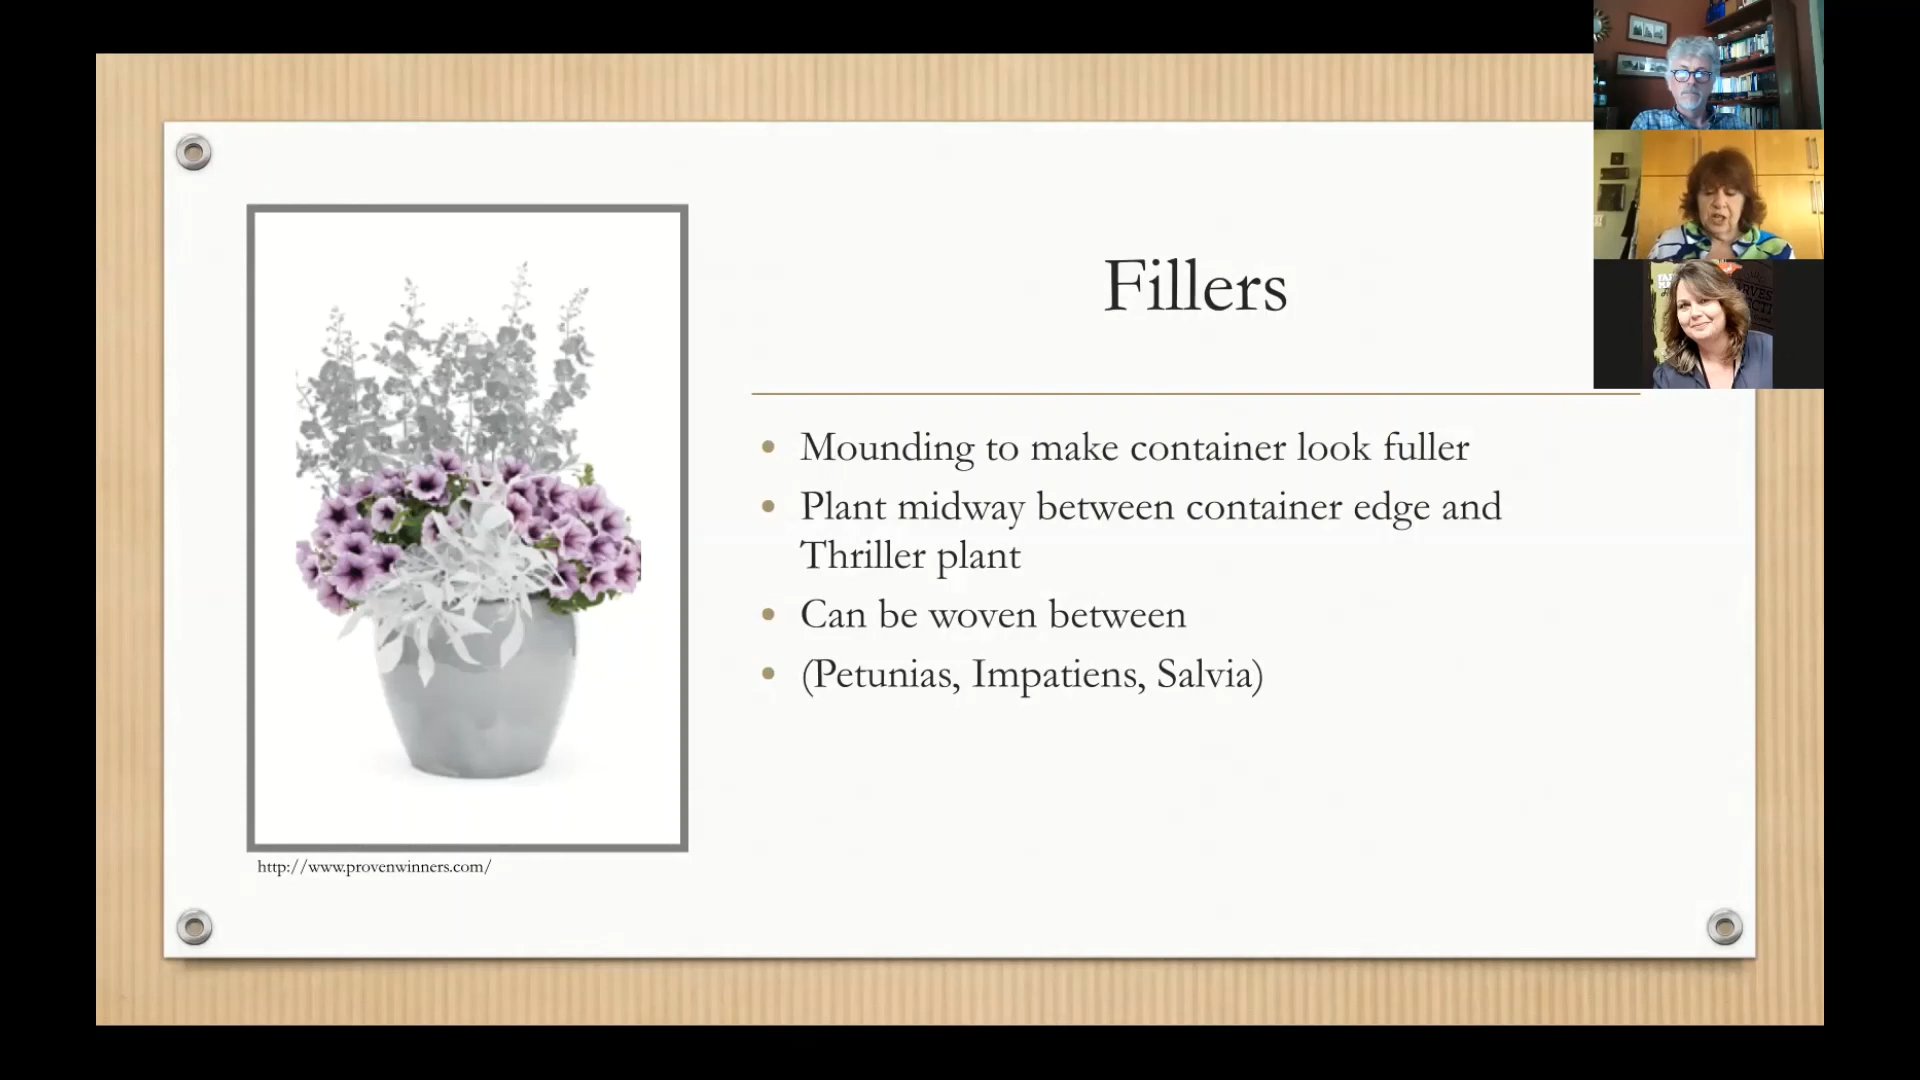 Fillers
• Mounding to make container look fuller
• Plant midway between container edge and
Thriller plant
• Can be woven between
• (Petunias, Impatiens, Salvia)
http://www.provenwinners.com/